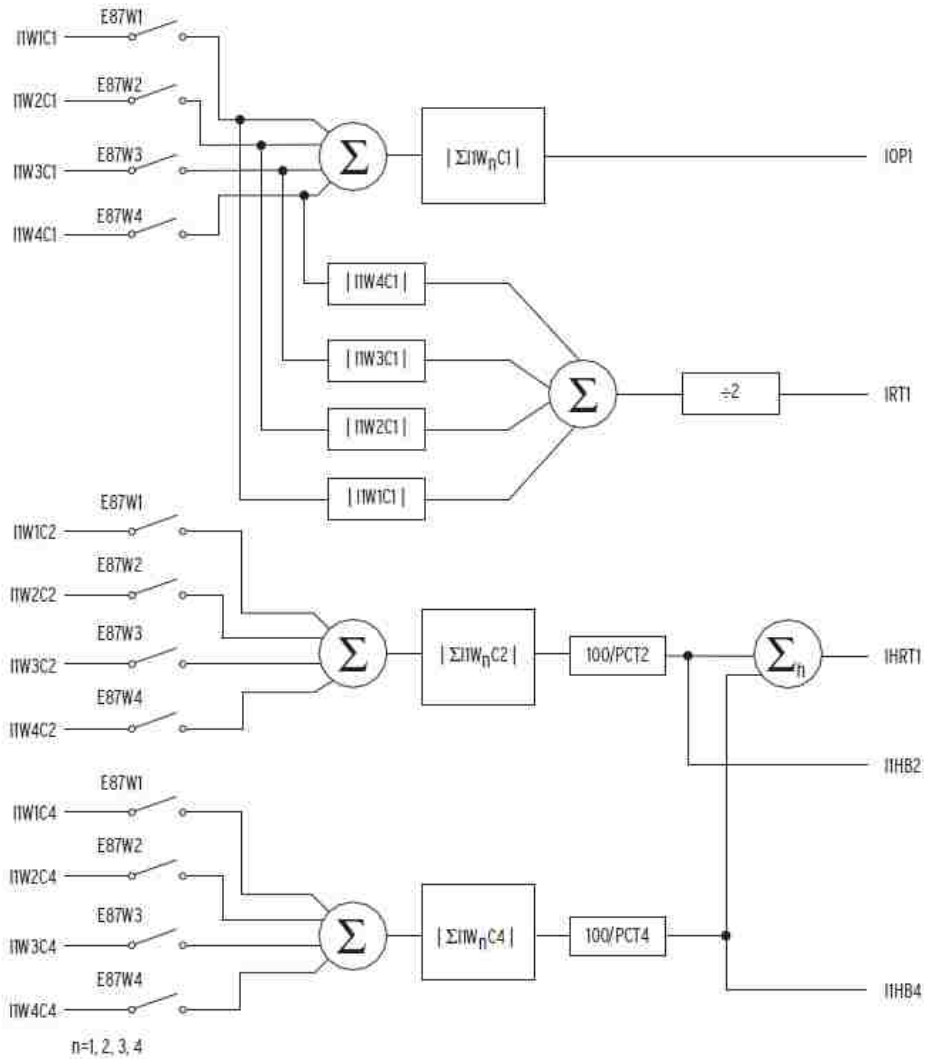 E87W1
I1W1C1
E87W2
I1W2C1
E87W3
I1W3C1
E87W4
I1W4C1
Σ
| ΣI1WnC1 |
IOP1
| I1W4C1 |
| I1W3C1 |
| I1W2C1 |
| I1W1C1 |
Σ
÷2
IRT1
E87W1
I1W1C2
E87W2
I1W2C2
E87W3
I1W3C2
E87W4
I1W4C2
Σ
| ΣI1WnC2 |
100/PCT2
Σn
IHRT1
I1HB2
E87W1
I1W1C4
E87W2
I1W2C4
E87W3
I1W3C4
E87W4
I1W4C4
Σ
| ΣI1WnC4 |
100/PCT4
I1HB4
n=1, 2, 3, 4